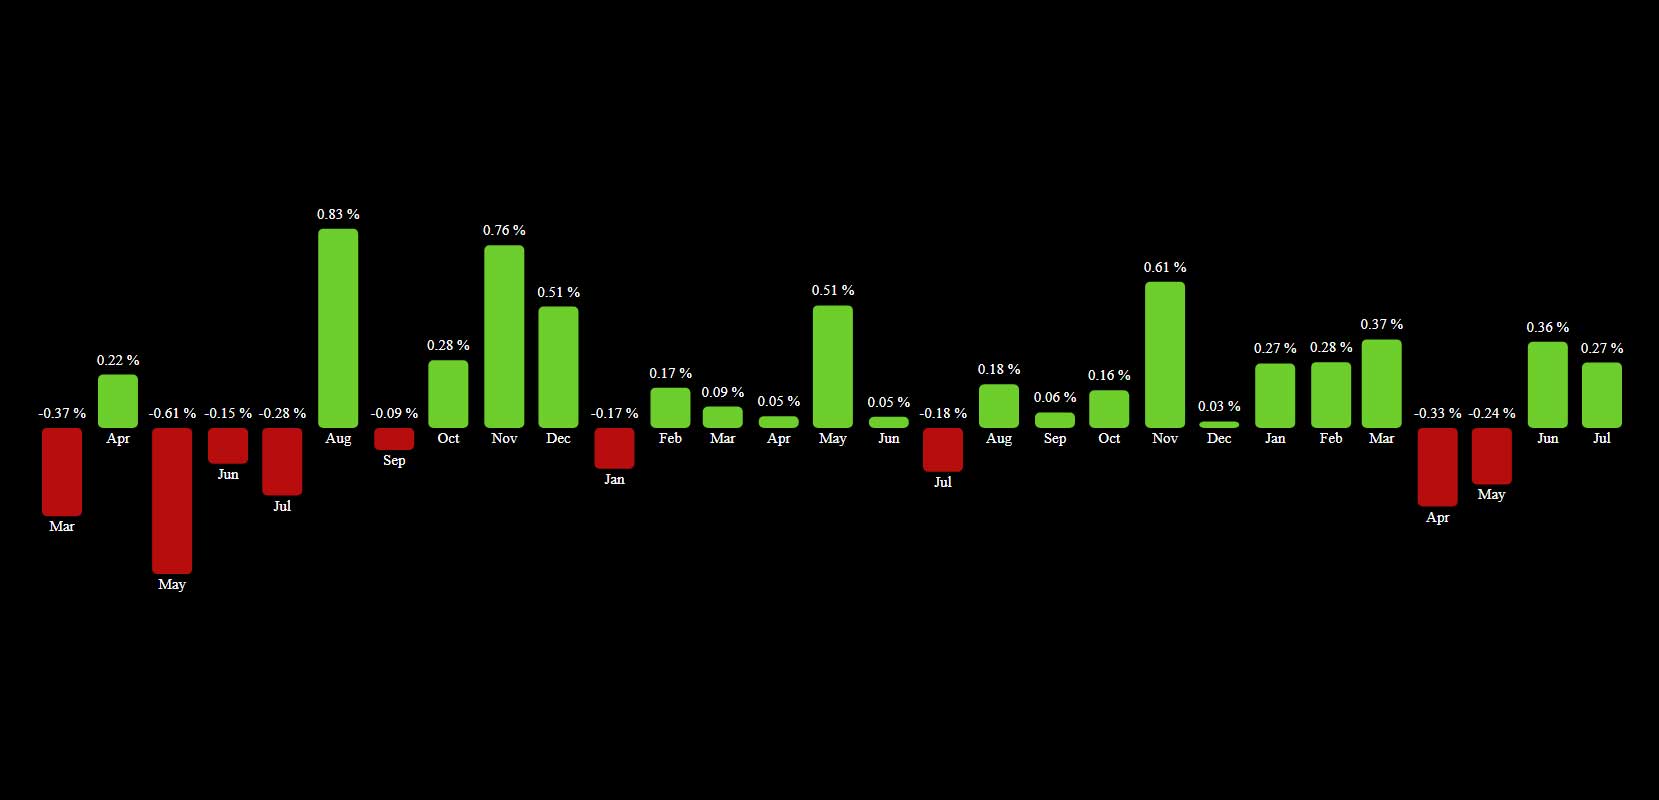 -0.37 %
Mar
0.22 %
Apr
-0.61 %
May
-0.15 %
Jun
-0.28 %
Jul
0.83 %
Aug
-0.09 %
Sep
0.28 %
Oct
0.76 %
Nov
0.51 %
Dec
-0.17 %
Jan
0.17 %
Feb
0.09 %
Mar
0.05 %
Apr
0.51 %
May
0.05 %
Jun
-0.18 %
Jul
0.18 %
Aug
0.06 %
Sep
0.16 %
Oct
0.61 %
Nov
0.03 %
Dec
0.27 %
Jan
0.28 %
Feb
0.37 %
Mar
-0.33 %
Apr
-0.24 %
May
0.36 %
Jun
0.27 %
Jul